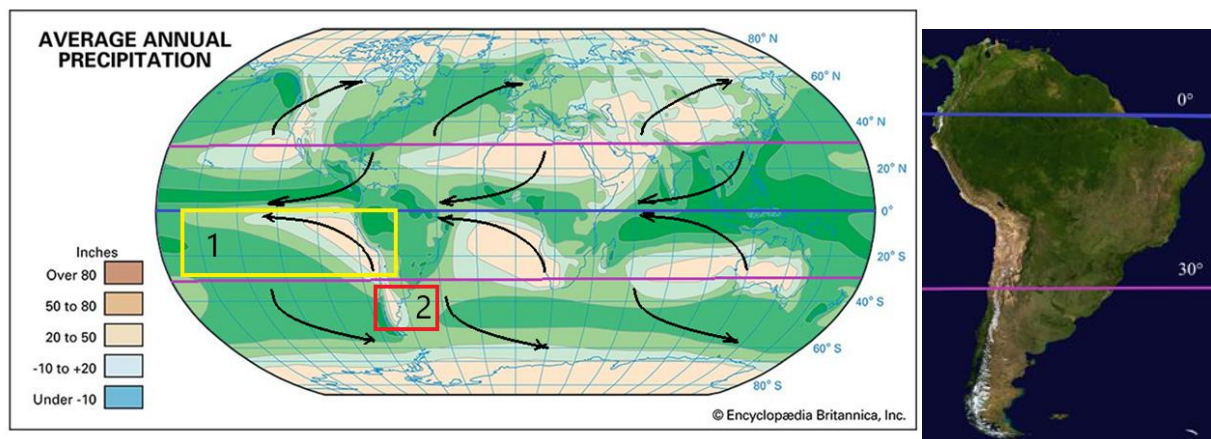 AVERAGE ANNUAL
PRECIPITATION
80° N
60° N
40° N
20° N
0°
20° S
40° S
60° S
80° S
1
2
Inches
Over 80
50 to 80
20 to 50
-10 to +20
Under -10
© Encyclopædia Britannica, Inc.
0°
30°